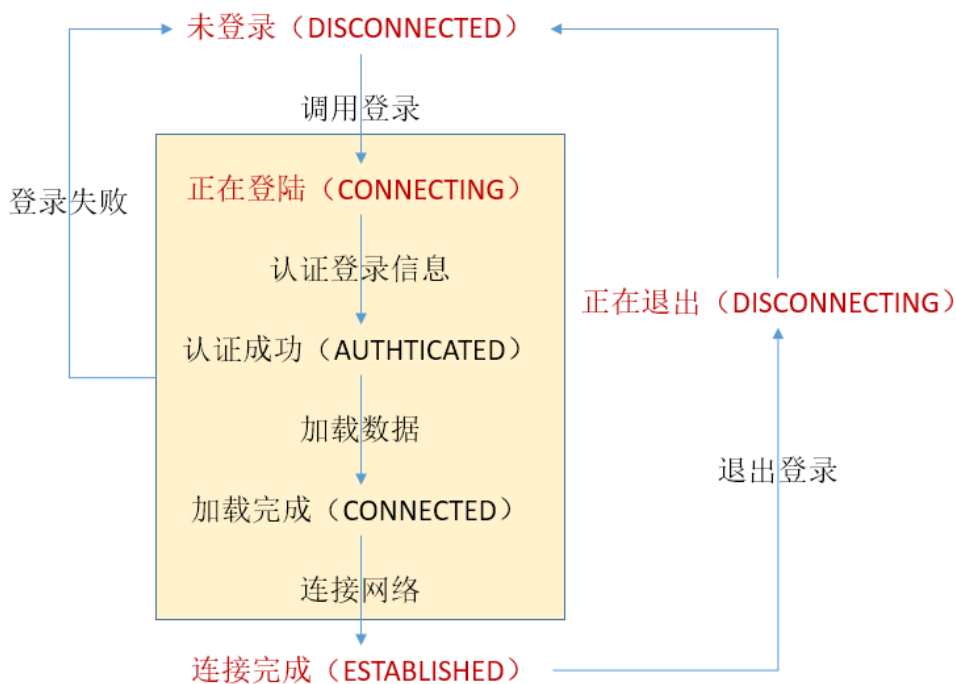 未登录（DISCONNECTED）
调用登录
正在登陆（CONNECTING）
登录失败
认证登录信息
正在退出（DISCONNECTING）
认证成功（AUTHTICATED）
加载数据
退出登录
加载完成（CONNECTED）
连接网络
连接完成（ESTABLISHED）